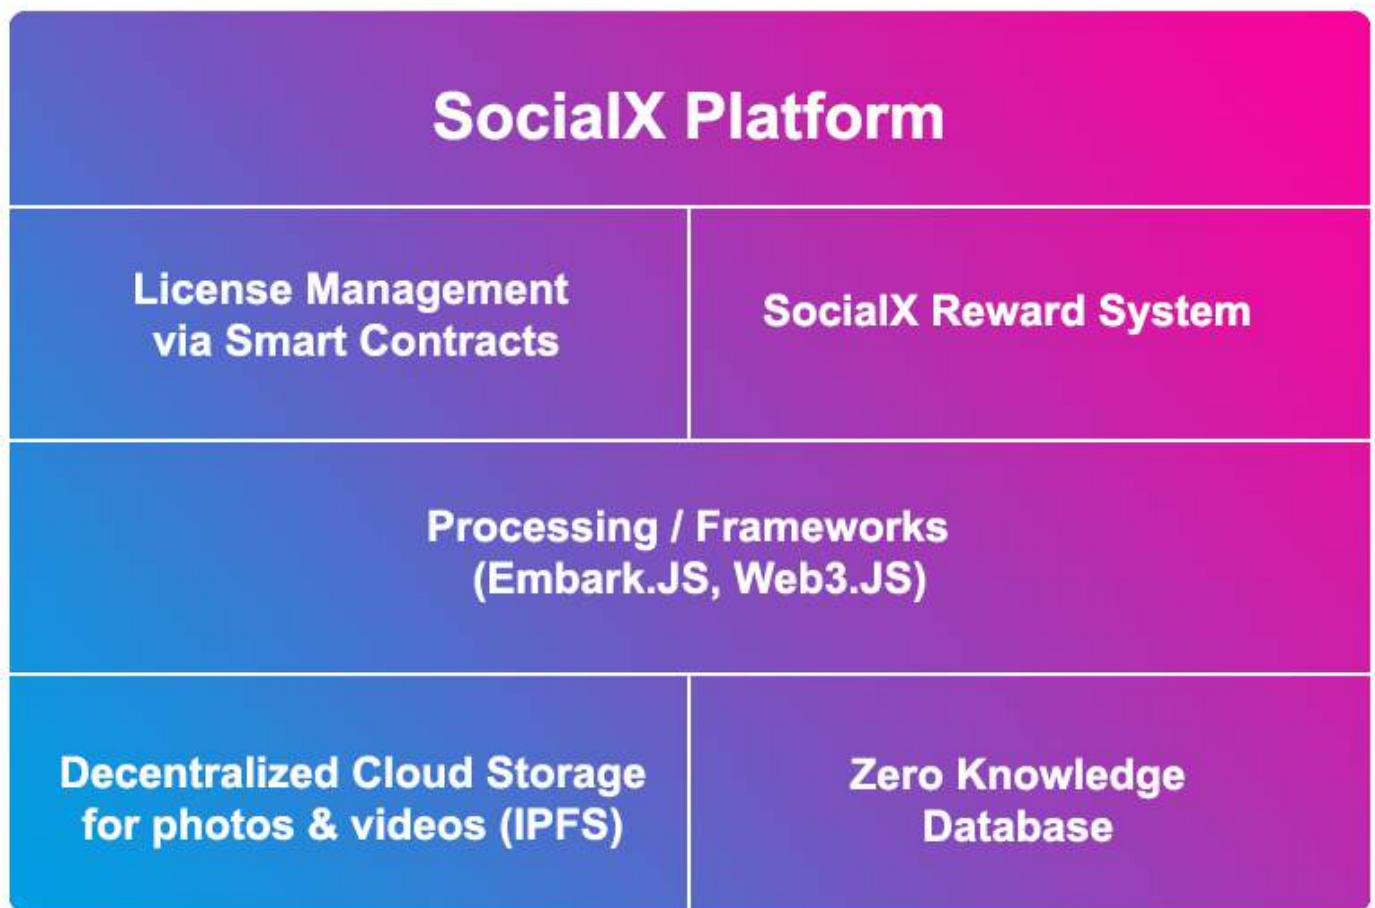 SocialX Platform
License Management
via Smart Contracts
SocialX Reward System
Processing / Frameworks
(Embark.JS, Web3.JS)
Decentralized Cloud Storage
for photos & videos (IPFS)
Zero Knowledge
Database